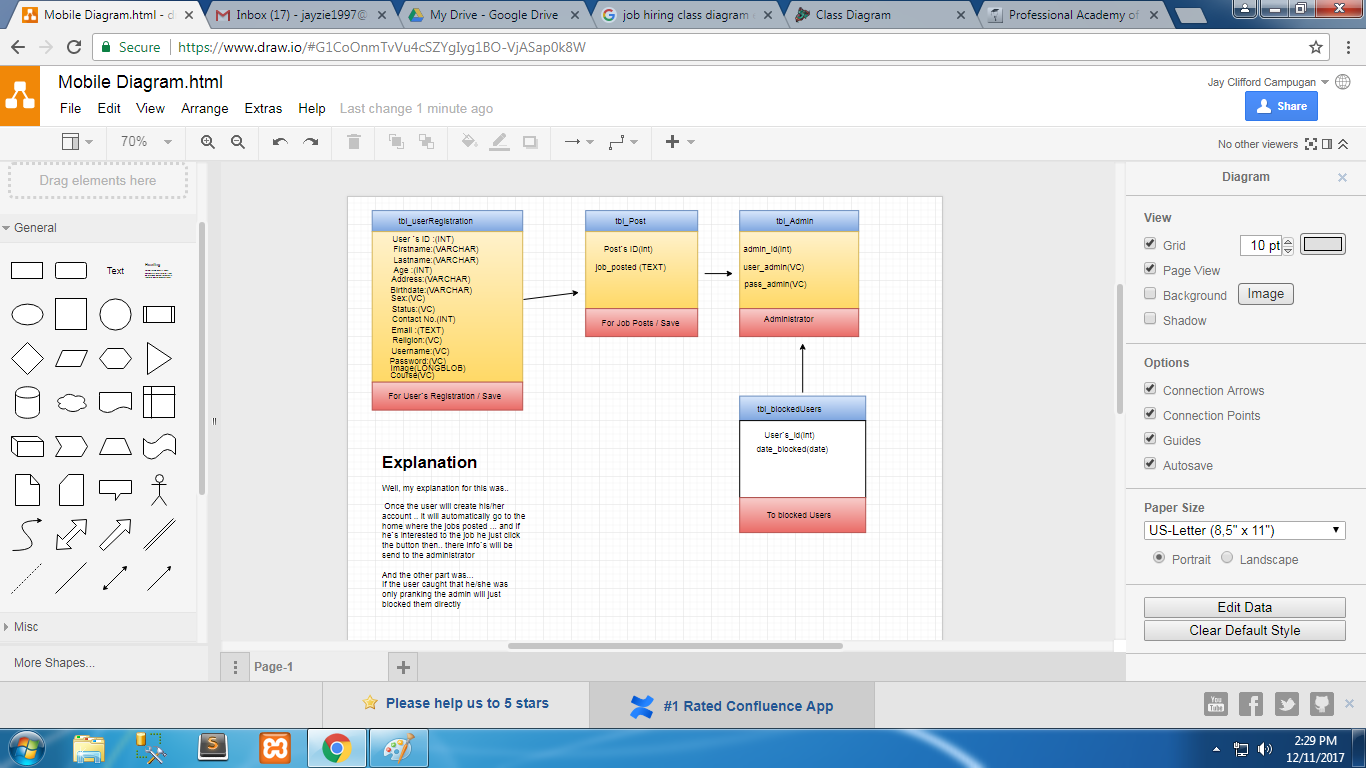 Mobile Diagram.html - d
Inbox (17) - jayzie1997@
My Drive - Google Drive
job hiring class diagram
Class Diagram
Professional Academy of
Secure
https://www.draw.io/#G1CoOnmTvVu4cSZYgIyg1BO-VjASap0k8W
Mobile Diagram.html
Jay Clifford Campugan
File Edit View Arrange Extras Help Last change 1 minute ago
Share
70%
No other viewers
Drag elements here
General
Text
Heading
Misc
More Shapes...
tbl_userRegistration
User `s ID :(INT)
Firstname:(VARCHAR)
Lastname:(VARCHAR)
Age :(INT)
Address:(VARCHAR)
Birthdate:(VARCHAR)
Sex:(VC)
Status:(VC)
Contact No.(INT)
Email :(TEXT)
Religion:(VC)
Username:(VC)
Password:(VC)
Image(LONGBLOB)
Course(VC)
For User`s Registration / Save
tbl_Post
Post`s ID(int)
job_posted (TEXT)
For Job Posts / Save
tbl_Admin
admin_id(int)
user_admin(VC)
pass_admin(VC)
Administrator
tbl_blockedUsers
User`s_id(int)
date_blocked(date)
To blocked Users
Explanation
Well, my explanation for this was..
Once the user will create his/her
account .. it will automatically go to the
home where the jobs posted ... and if
he`s interested to the job he just click
the button then.. there info`s will be
send to the administrator
And the other part was...
If the user caught that he/she was
only pranking the admin will just
blocked them directly
Diagram
View
Grid
10 pt
Page View
Background
Image
Shadow
Options
Connection Arrows
Connection Points
Guides
Autosave
Paper Size
US-Letter (8,5" x 11")
Portrait Landscape
Edit Data
Clear Default Style
Page-1
Please help us to 5 stars
#1 Rated Confluence App
You
Tube
2:29 PM
12/11/2017